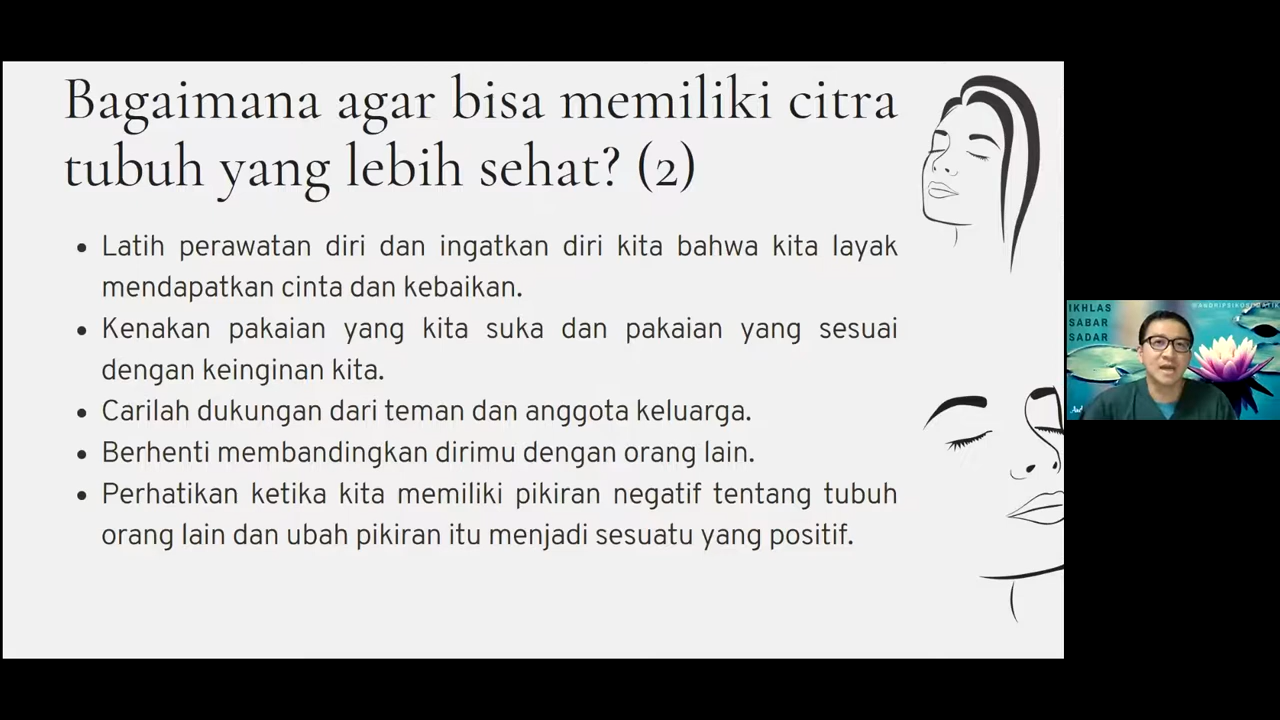 Bagaimana agar bisa memiliki citra
tubuh yang lebih sehat? (2)
• Latih perawatan diri dan ingatkan diri kita bahwa kita layak
mendapatkan cinta dan kebaikan.
• Kenakan pakaian yang kita suka dan pakaian yang sesuai
dengan keinginan kita.
• Carilah dukungan dari teman dan anggota keluarga.
• Berhenti membandingkan dirimu dengan orang lain.
• Perhatikan ketika kita memiliki pikiran negatif tentang tubuh
orang lain dan ubah pikiran itu menjadi sesuatu yang positif.
IKHLAS
SABAR
SADAR